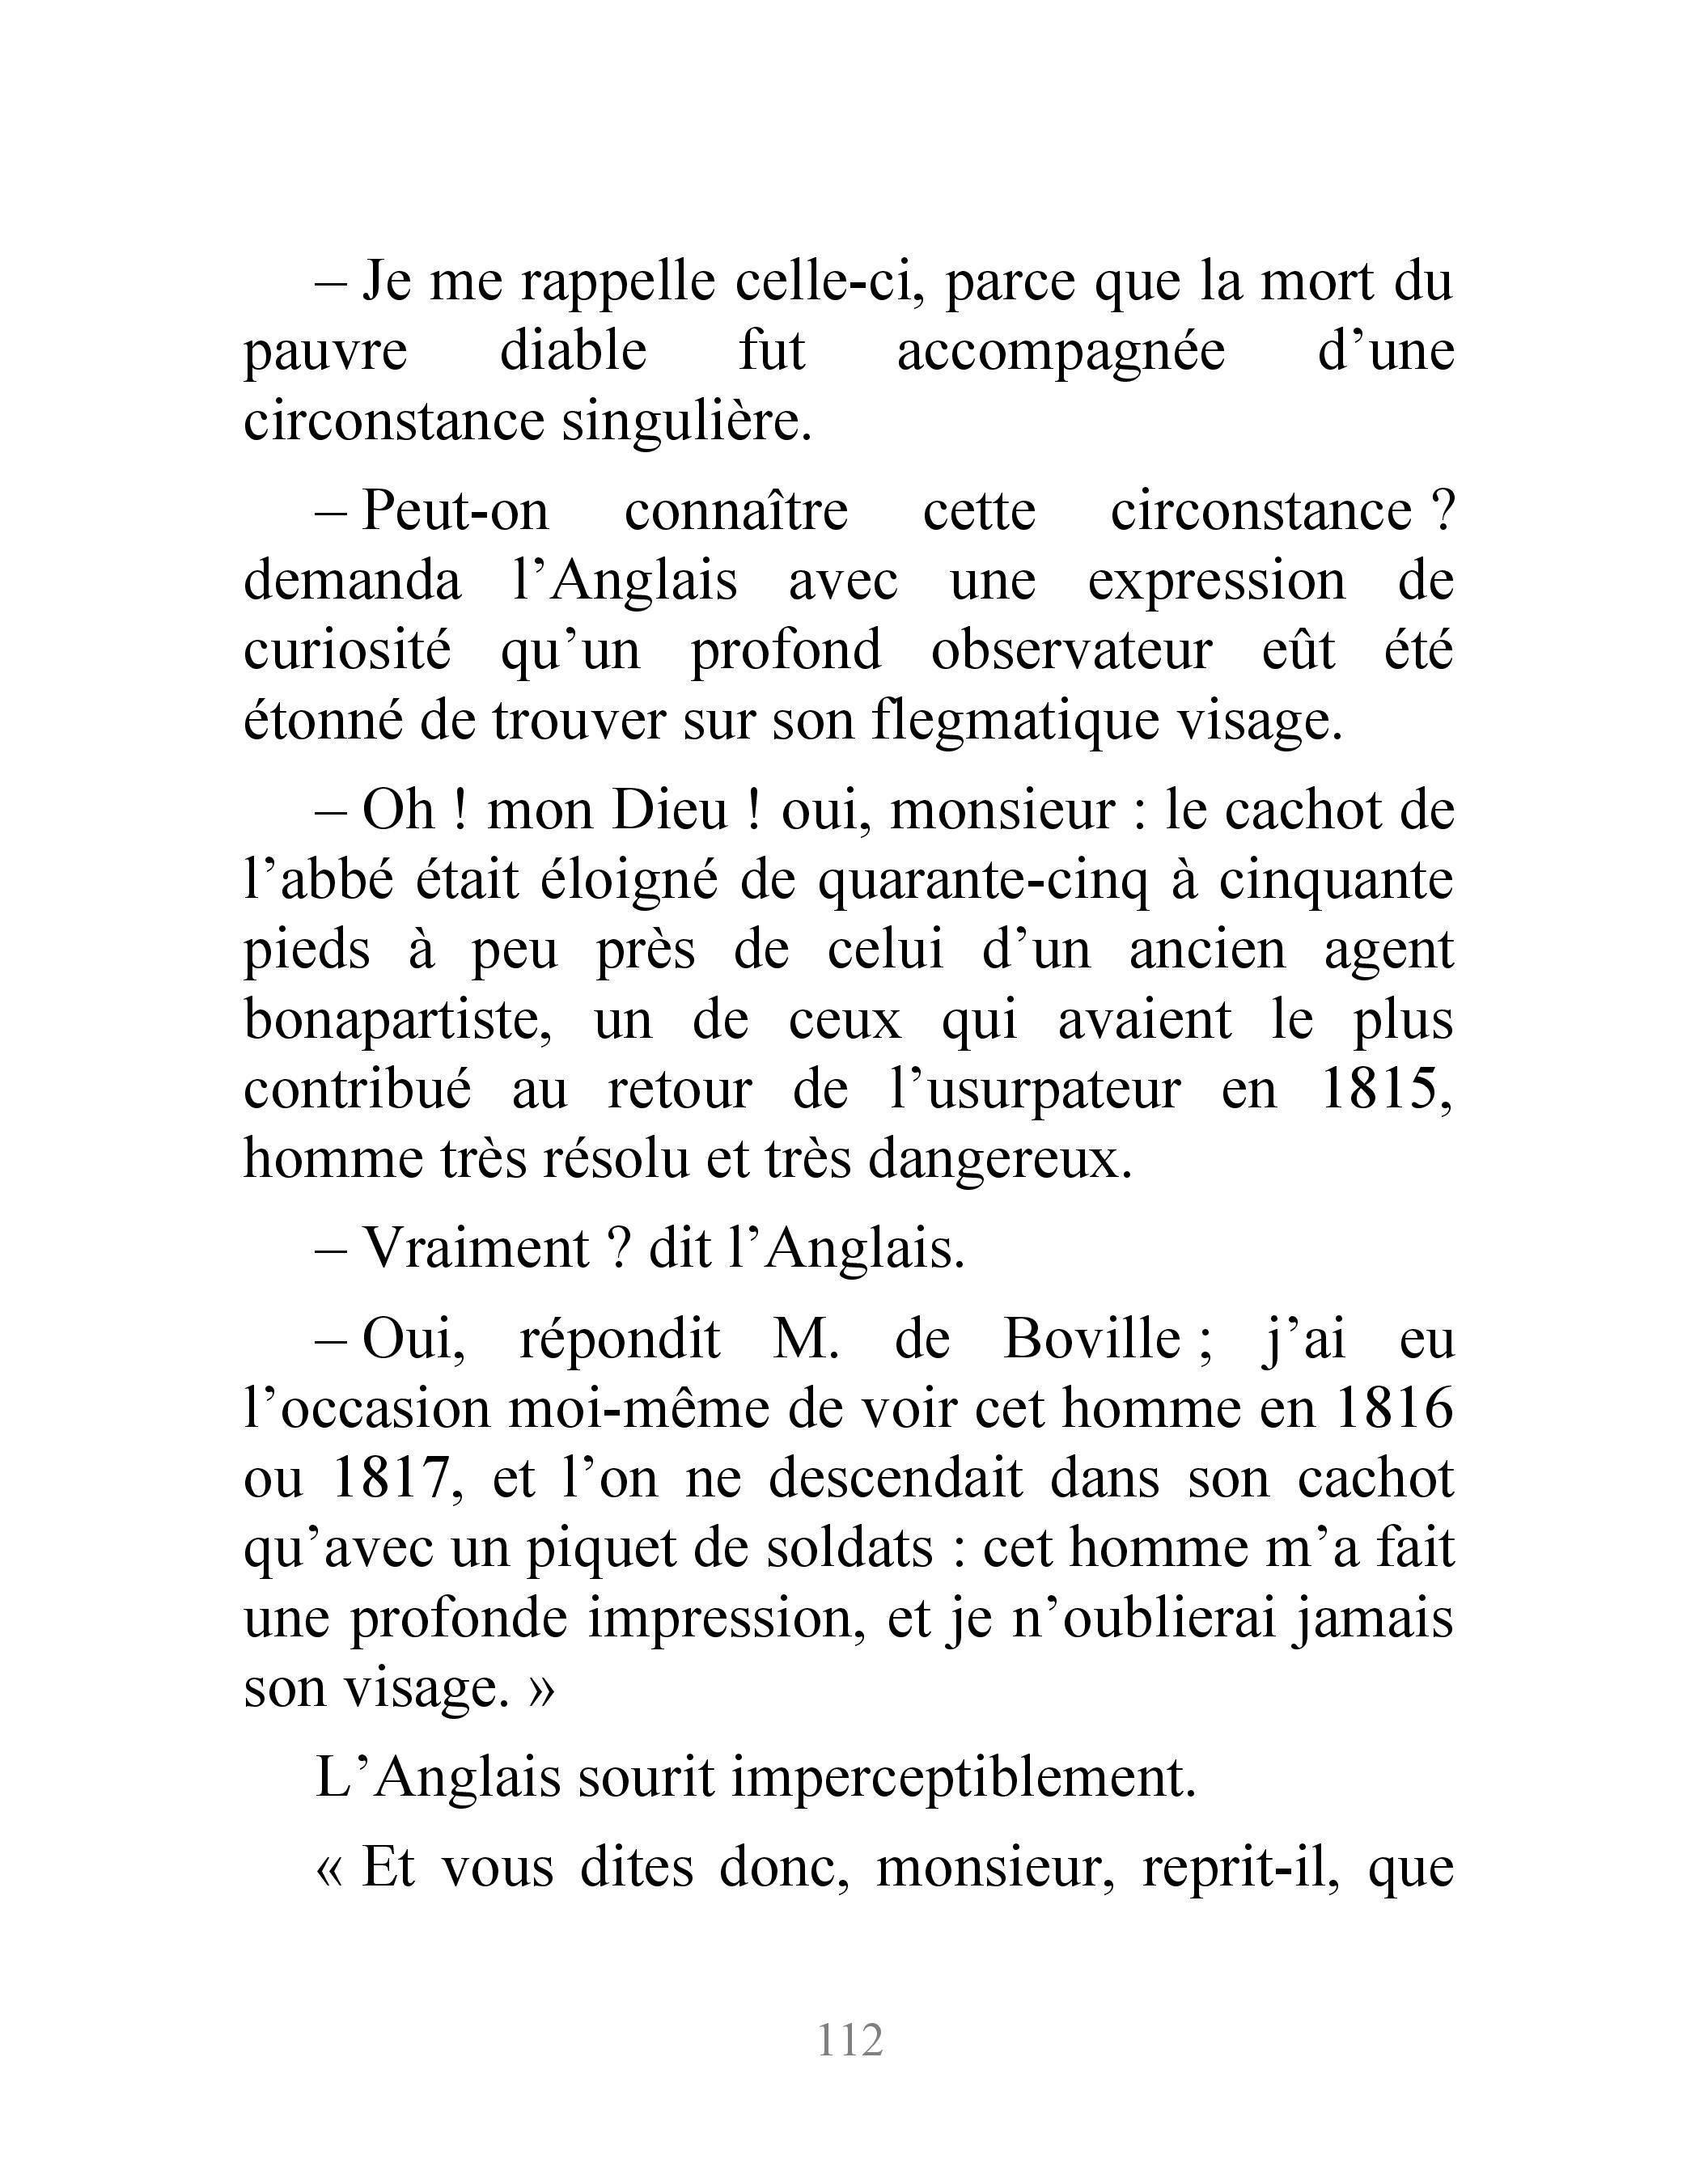 – Je me rappelle celle-ci, parce que la mort du
pauvre diable fut accompagnée d’une
circonstance singulière.
– Peut-on connaître cette circonstance ?
demanda l’Anglais avec une expression de
curiosité qu’un profond observateur eût été
étonné de trouver sur son flegmatique visage.
– Oh ! mon Dieu ! oui, monsieur : le cachot de
l’abbé était éloigné de quarante-cinq à cinquante
pieds à peu près de celui d’un ancien agent
bonapartiste, un de ceux qui avaient le plus
contribué au retour de l’usurpateur en 1815,
homme très résolu et très dangereux.
– Vraiment ? dit l’Anglais.
– Oui, répondit M. de Boville ; j’ai eu
l’occasion moi-même de voir cet homme en 1816
ou 1817, et l’on ne descendait dans son cachot
qu’avec un piquet de soldats : cet homme m’a fait
une profonde impression, et je n’oublierai jamais
son visage. »
L’Anglais sourit imperceptiblement.
« Et vous dites donc, monsieur, reprit-il, que
112